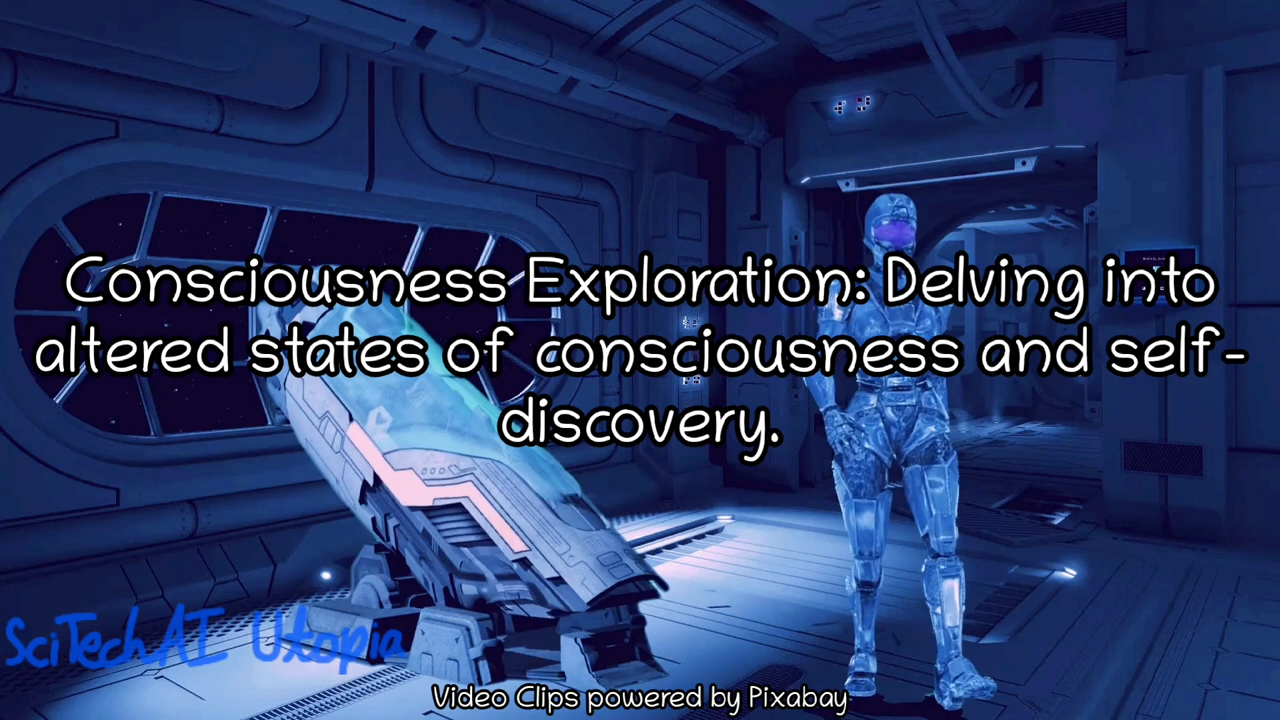 Consciousness Exploration: Delving into
altered states of consciousness and self-
discovery.
SciTechAI Utopia
Video Clips powered by Pixabay